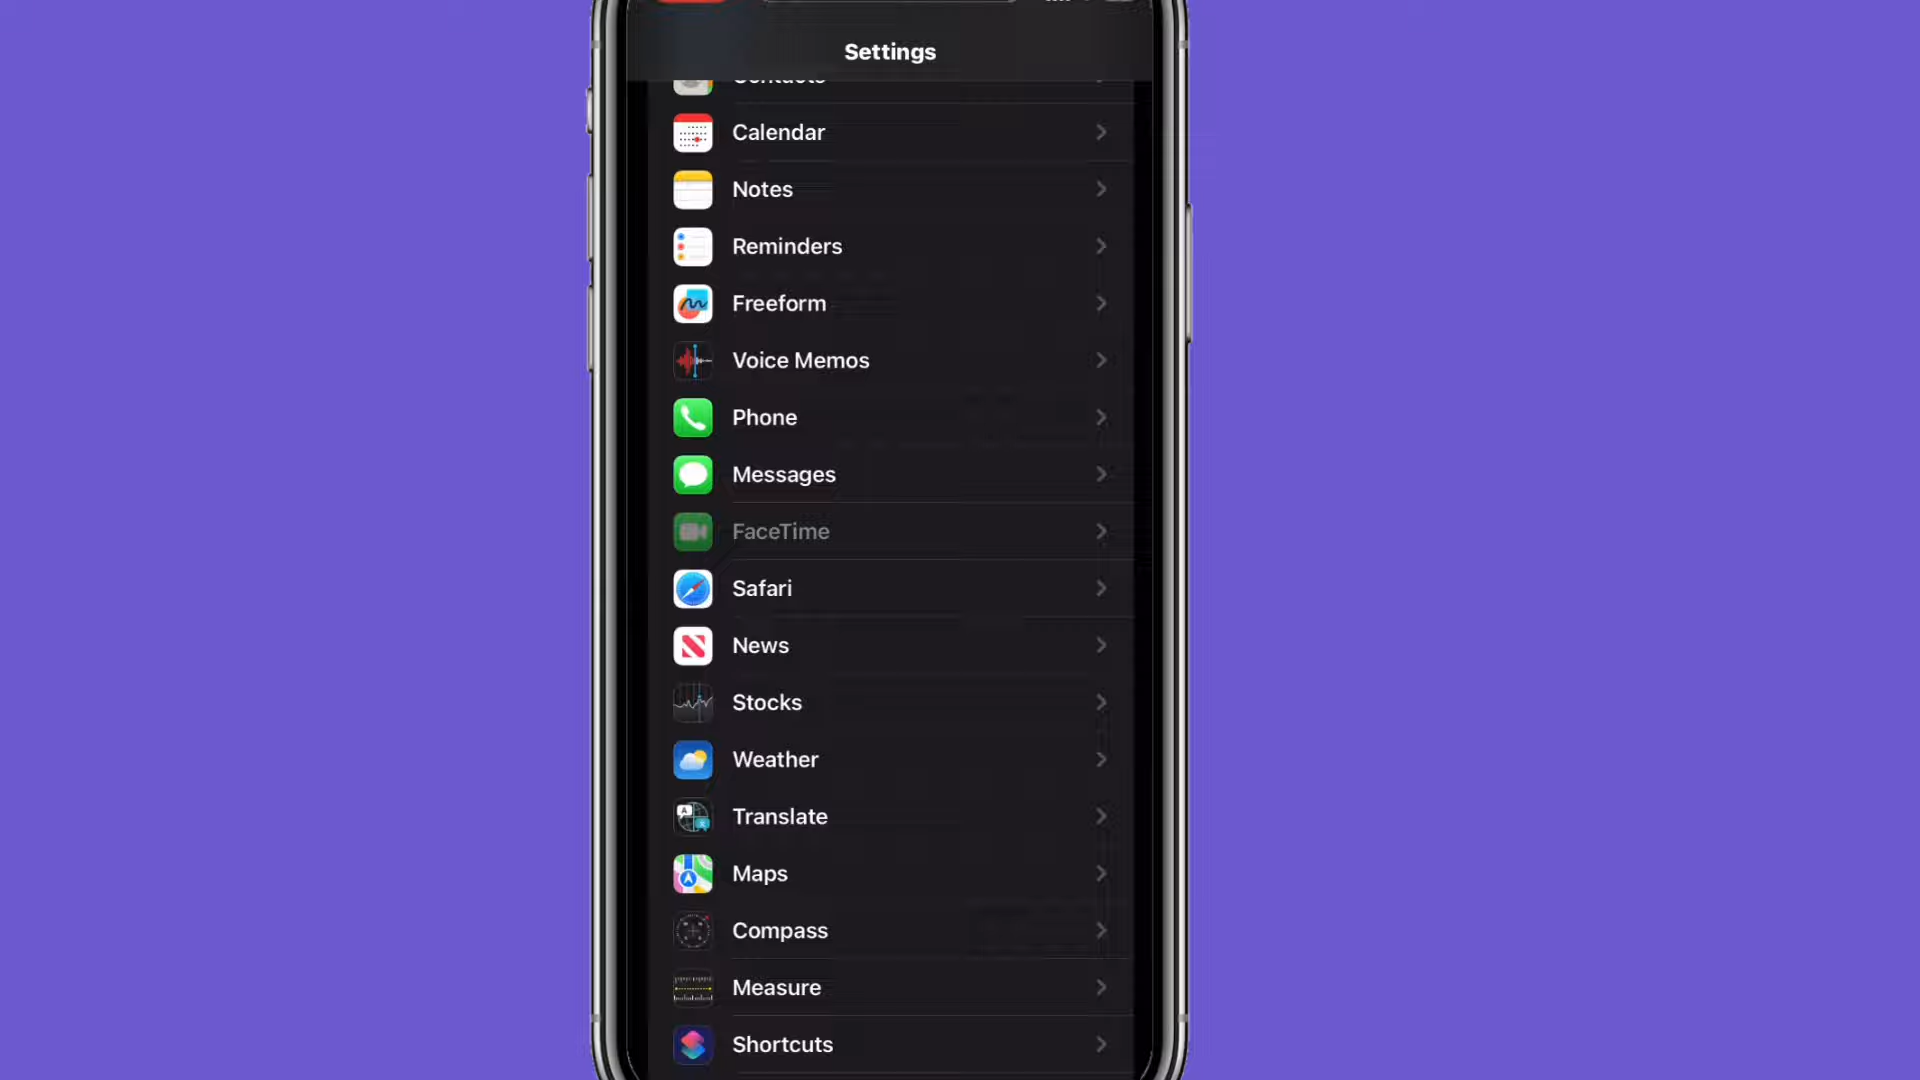 Settings
Contacts
Calendar
Notes
Reminders
Freeform
Voice Memos
Phone
Messages
FaceTime
Safari
News
Stocks
Weather
Translate
Maps
Compass
Measure
Shortcuts